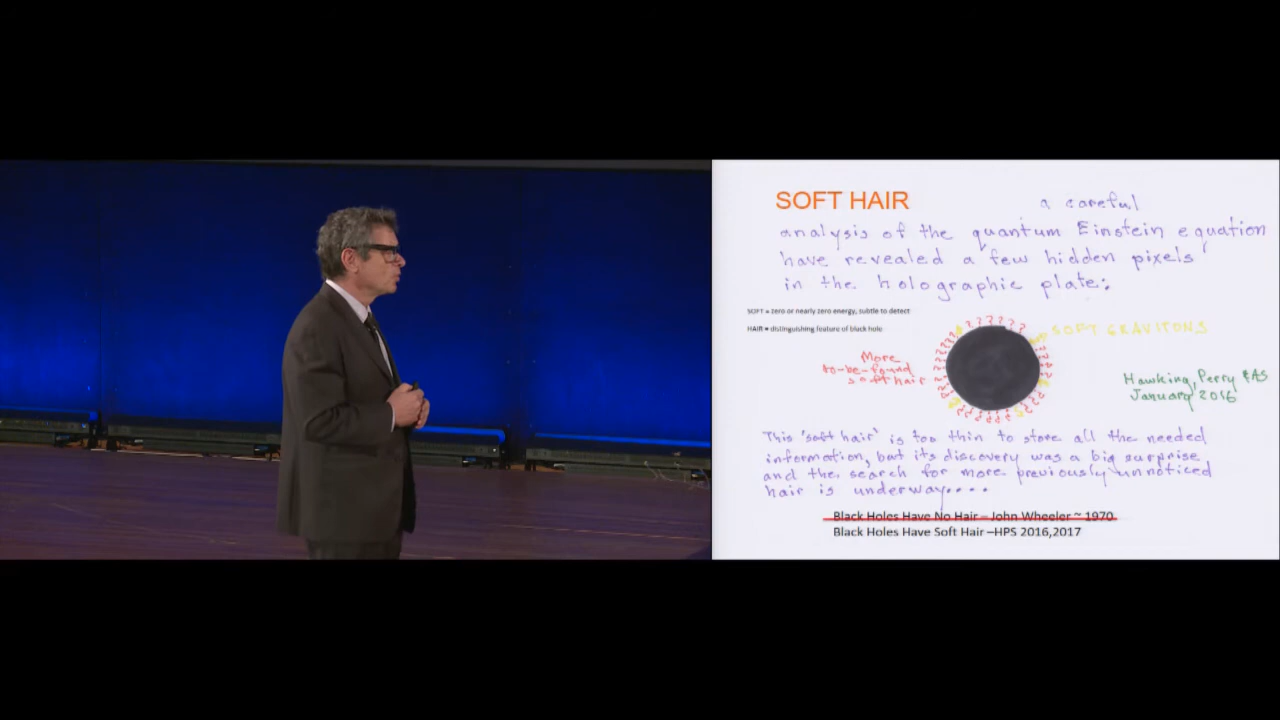 SOFT HAIR
a careful
analysis of the quantum Einstein equation
have revealed a few hidden pixels
in the holographic plate:
SOFT = zero or nearly zero energy, subtle to detect
HAIR = distinguishing feature of black hole
SOFT GRAVITONS
More
to-be-found
soft hair
Hawking, Perry & AS
January 2016
This "soft hair" is too thin to store all the needed
information, but its discovery was a big surprise
and the search for more previously unnoticed
hair is underway....
Black Holes Have No Hair – John Wheeler ~ 1970
Black Holes Have Soft Hair –HPS 2016,2017